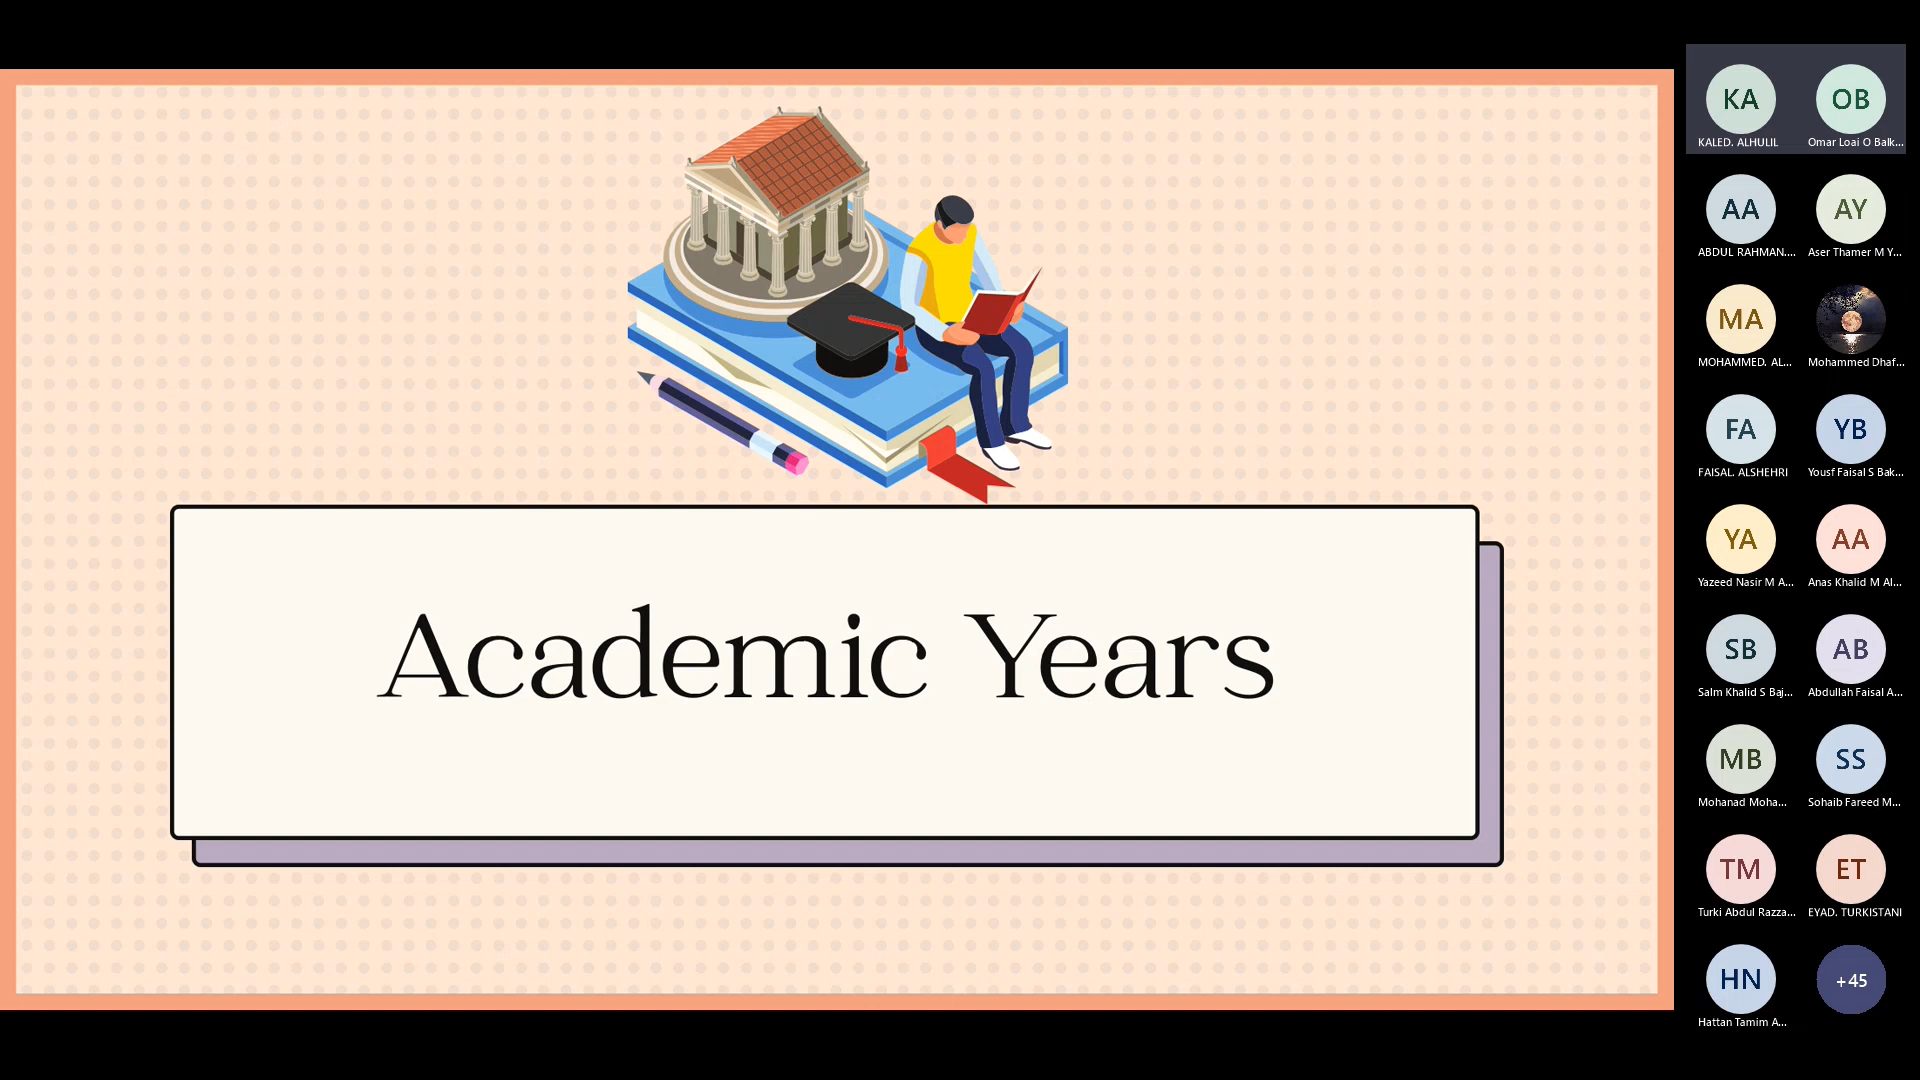 Academic Years
KA
OB
KALED. ALHULIL
Omar Loai O Balk...
AA
AY
ABDUL RAHMAN....
Aser Thamer M Y...
MA
MOHAMMED. AL...
Mohammed Dhaf...
FA
YB
FAISAL. ALSHEHRI
Yousf Faisal S Bak...
YA
AA
Yazeed Nasir M A...
Anas Khalid M Al...
SB
AB
Salm Khalid S Baj...
Abdullah Faisal A...
MB
SS
Mohanad Moha...
Sohaib Fareed M...
TM
ET
Turki Abdul Razza...
EYAD. TURKISTANI
HN
+45
Hattan Tamim A...